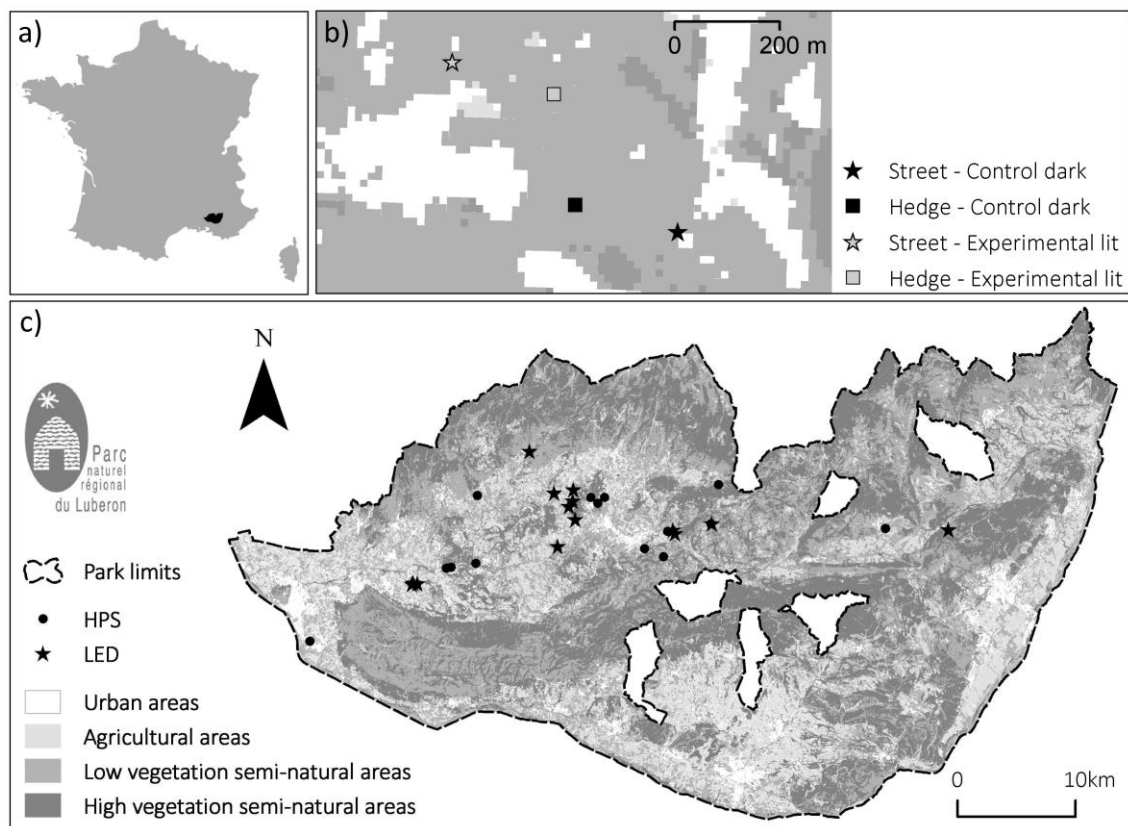 a)
b)
0 200 m
Street - Control dark
Hedge - Control dark
Street - Experimental lit
Hedge - Experimental lit
c)
N
Parc
naturel
régional
du Luberon
Park limits
HPS
LED
Urban areas
Agricultural areas
Low vegetation semi-natural areas
High vegetation semi-natural areas
0 10km